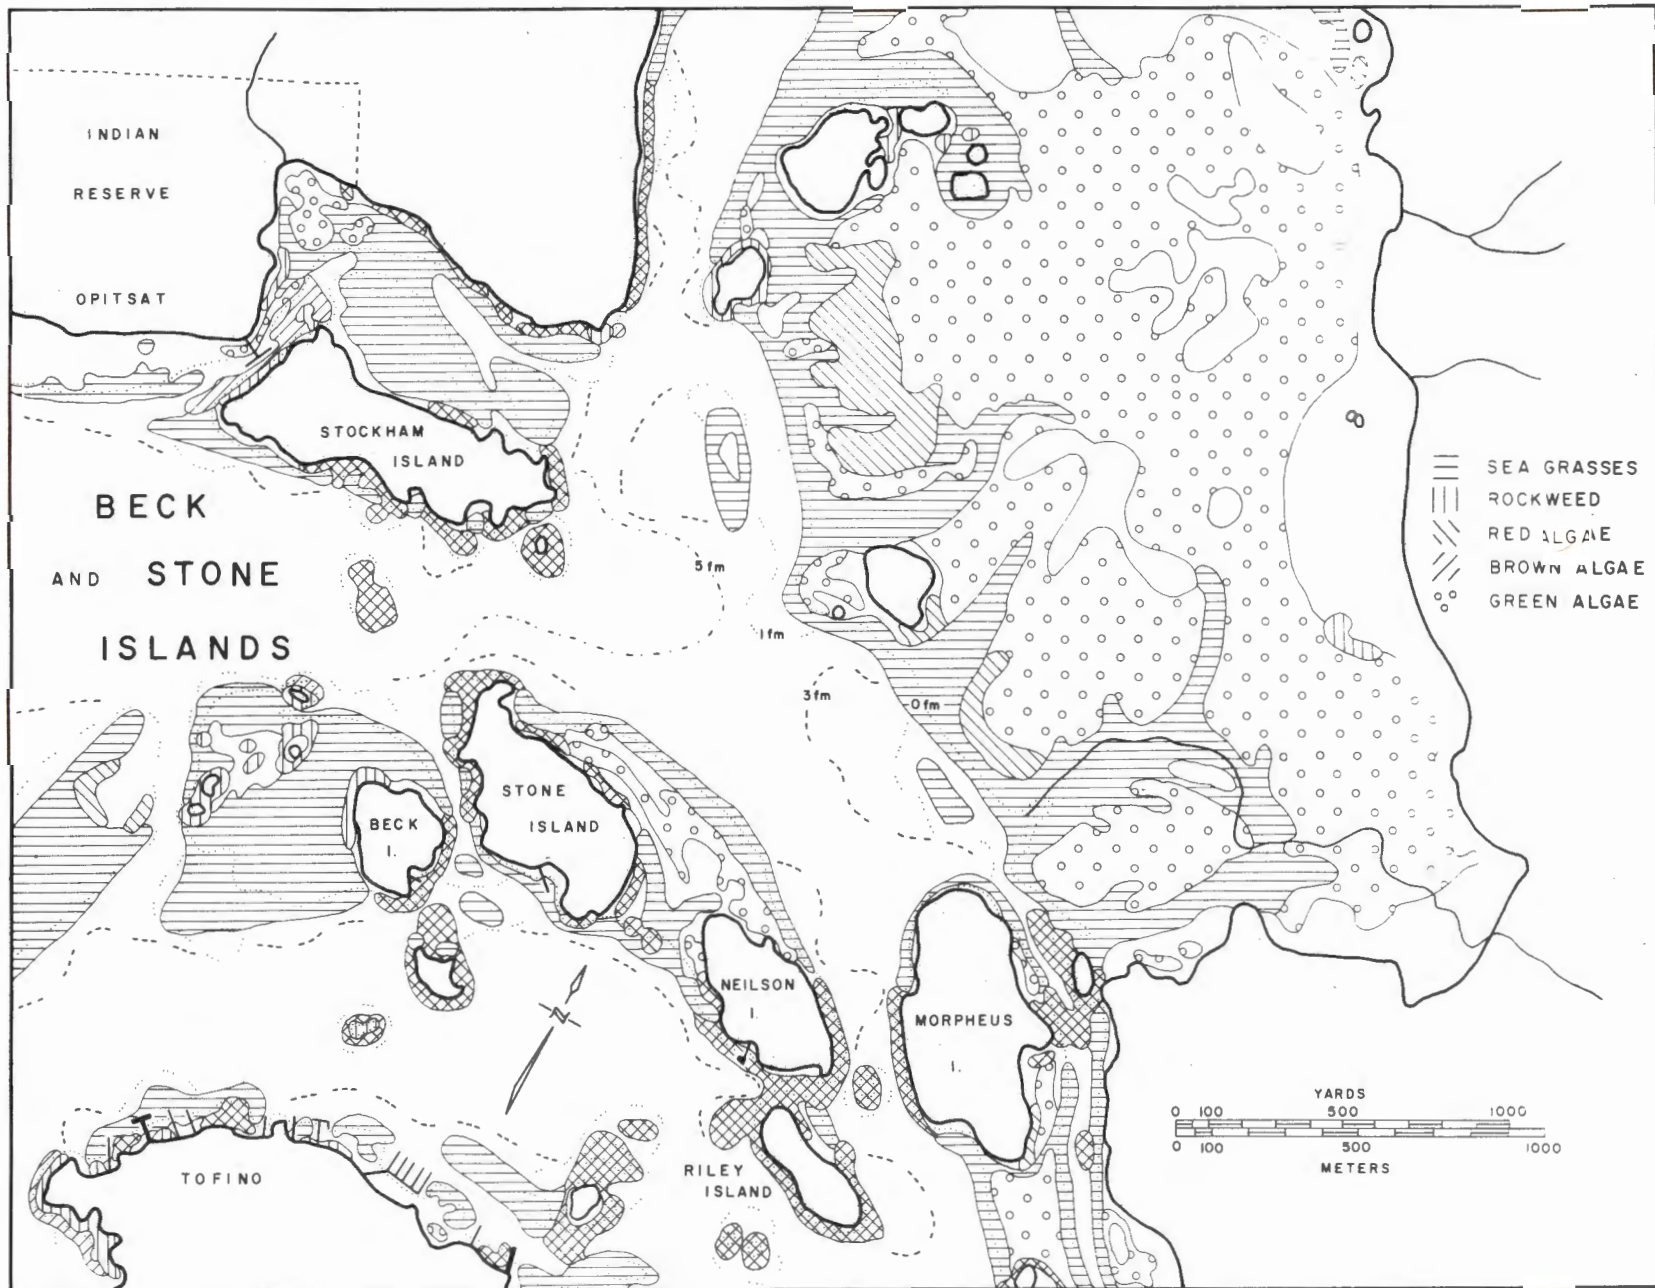 INDIAN
RESERVE
OPITSAT
STOCKHAM
ISLAND
BECK
AND STONE
ISLANDS
5 fm
1 fm
3 fm
0 fm
SEA GRASSES
ROCKWEED
RED ALGAE
BROWN ALGAE
GREEN ALGAE
STONE
ISLAND
BECK
I.
NEILSON
I.
MORPHEUS
I.
N
RILEY
ISLAND
TOFINO
YARDS
0 100 500 1000
0 100 500 1000
METERS